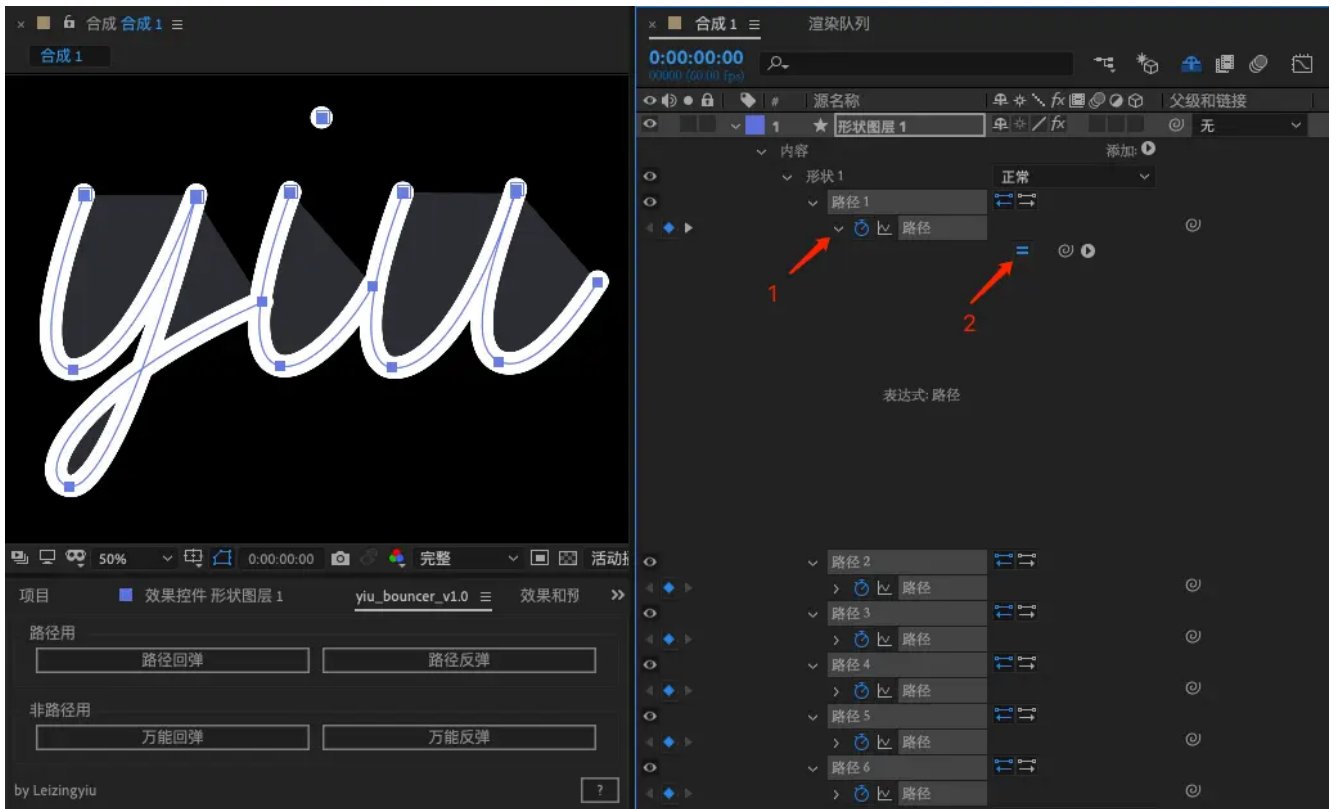 合成 合成 1
合成 1
yiu
50%
0:00:00:00
完整
项目
效果控件 形状图层 1
yiu_bouncer_v1.0
效果和预
路径用
路径回弹
路径反弹
非路径用
万能回弹
万能反弹
by Leizingyiu
?
合成 1
渲染队列
0:00:00:00
00000 (60.00 fps)
# 源名称 父级和链接
1 形状图层 1 无
内容 添加:
形状 1 正常
路径 1
路径
1
2
表达式: 路径
路径 2
路径
路径 3
路径
路径 4
路径
路径 5
路径
路径 6
路径